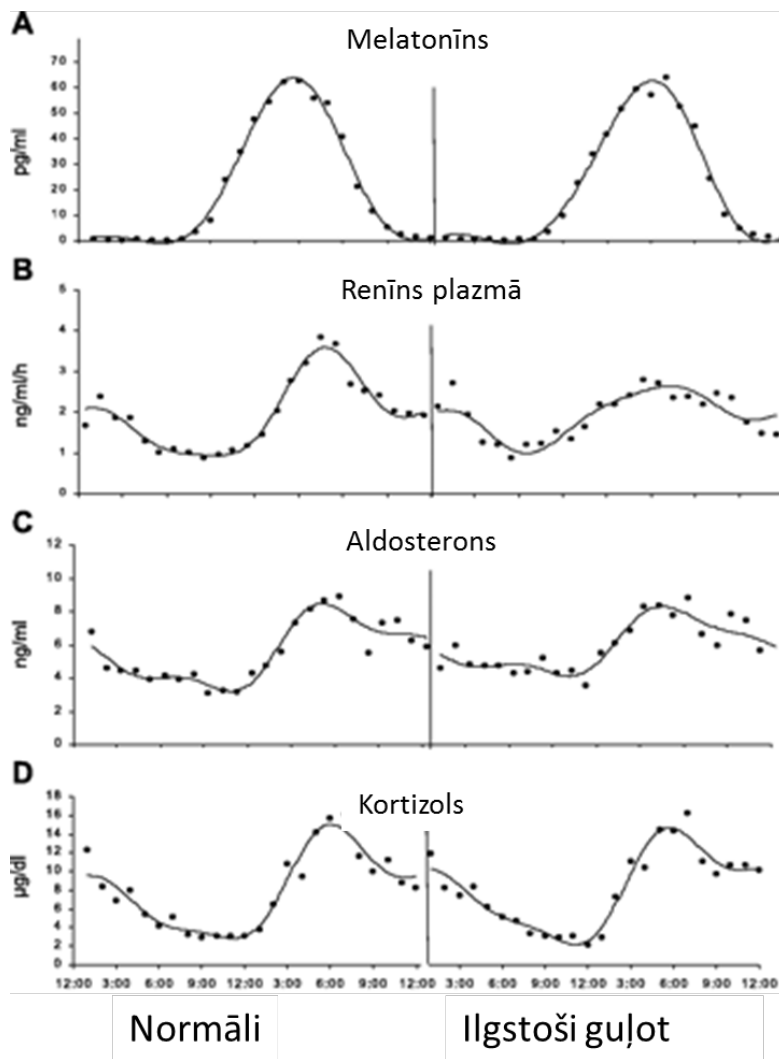 A
Melatonīns
70
60
50
40
30
20
10
0
pg/ml
B
Renīns plazmā
5
4
3
2
1
0
ng/ml/h
C
Aldosterons
12
10
8
6
4
2
0
ng/ml
D
Kortizols
18
16
14
12
10
8
6
4
2
0
µg/dl
12:00 3:00 6:00 9:00 12:00 3:00 6:00 9:00 12:00 3:00 6:00 9:00 12:00 3:00 6:00 9:00 12:00
Normāli Ilgstoši guļot